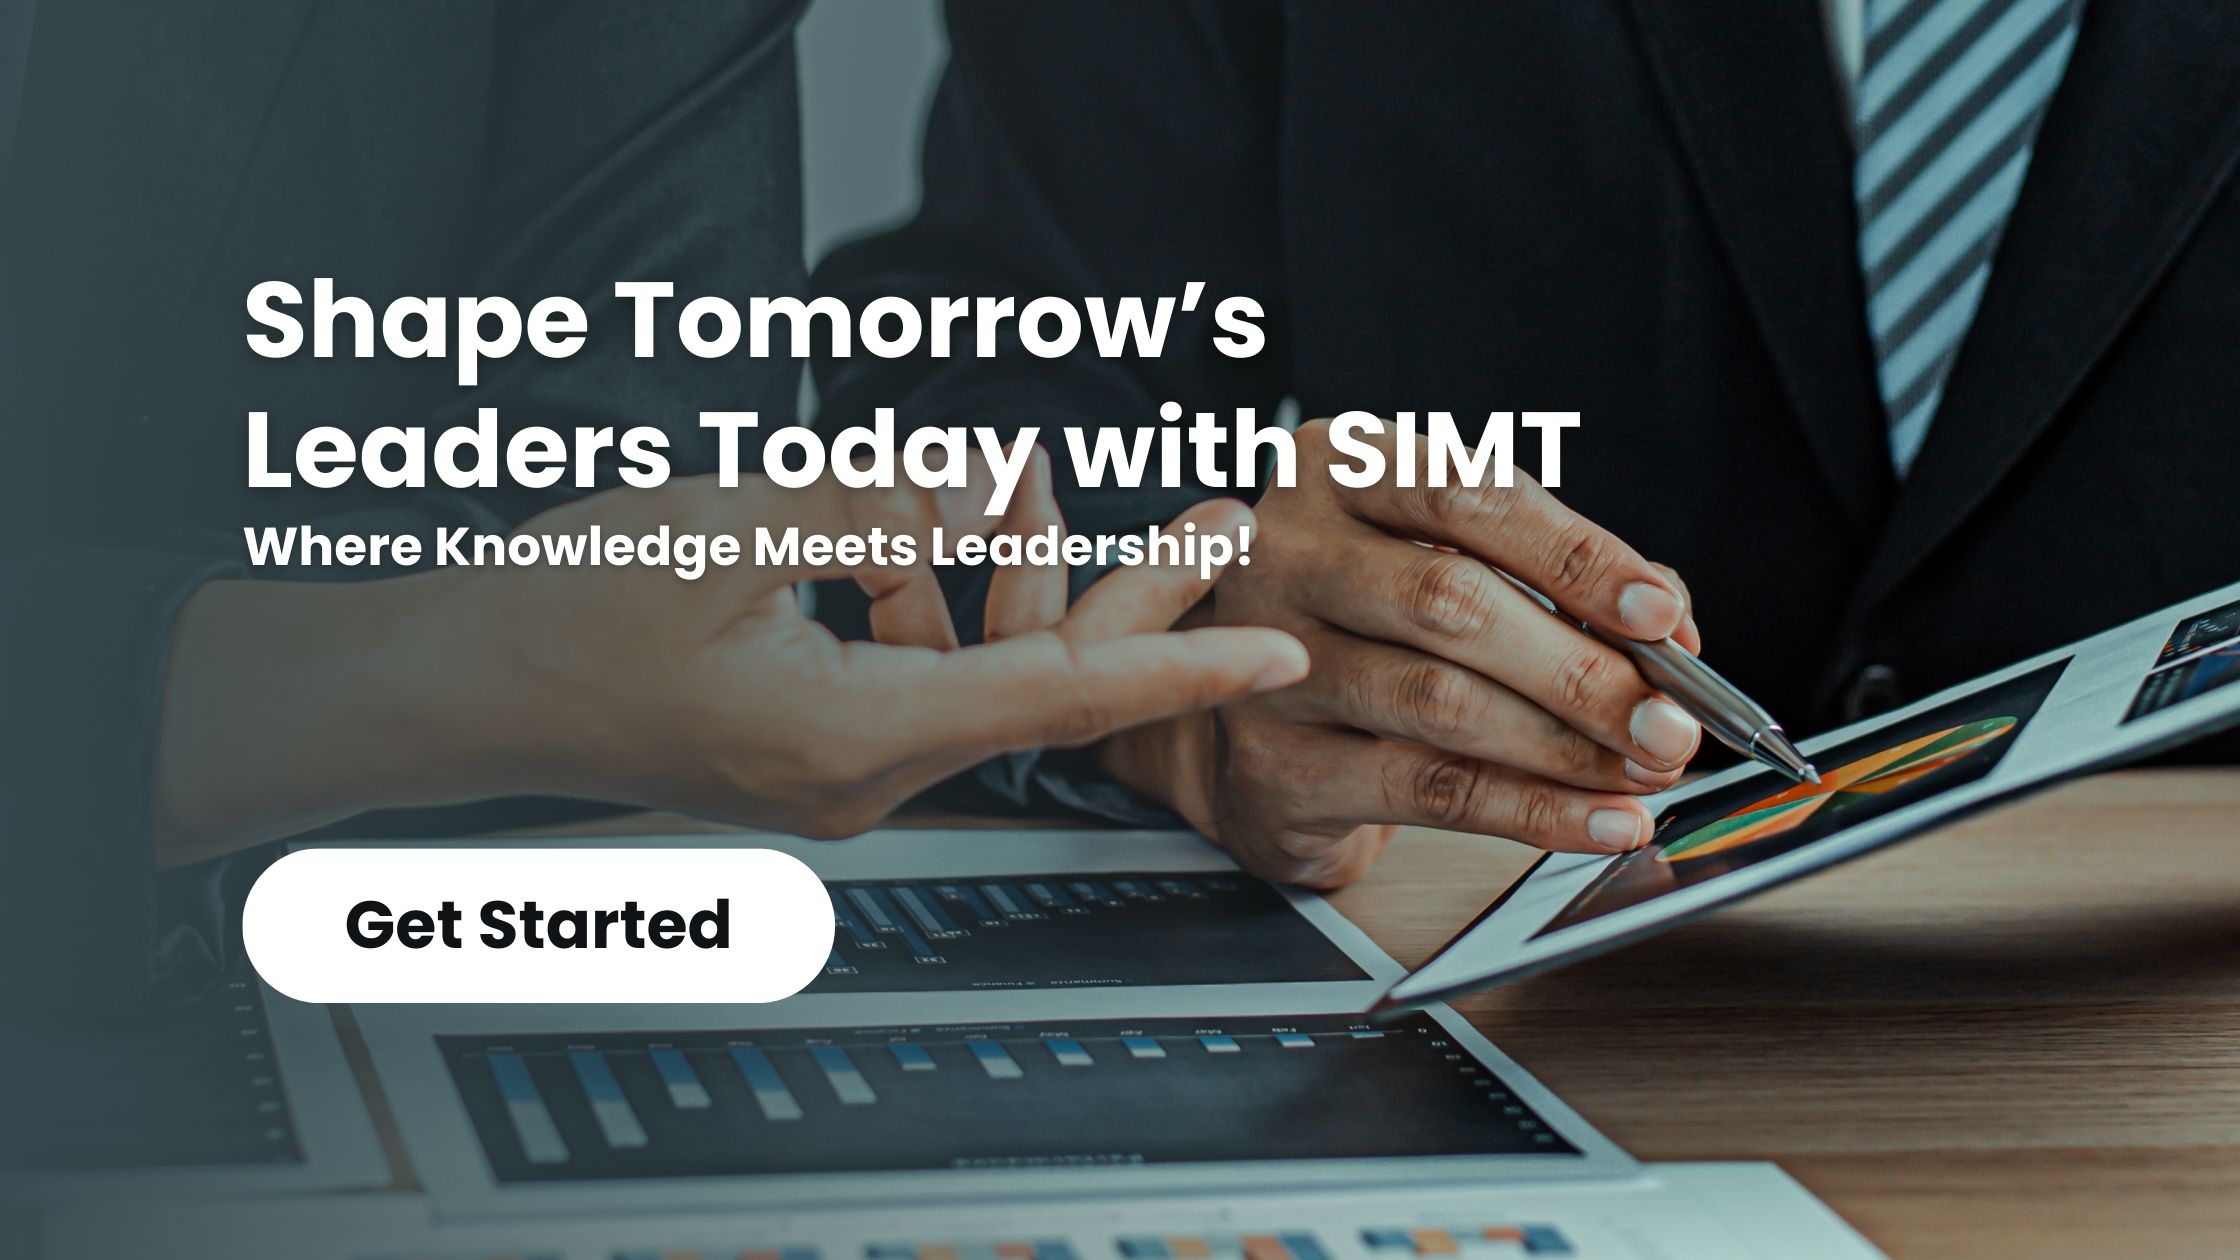 Shape Tomorrow’s
Leaders Today with SIMT
Where Knowledge Meets Leadership!
Get Started